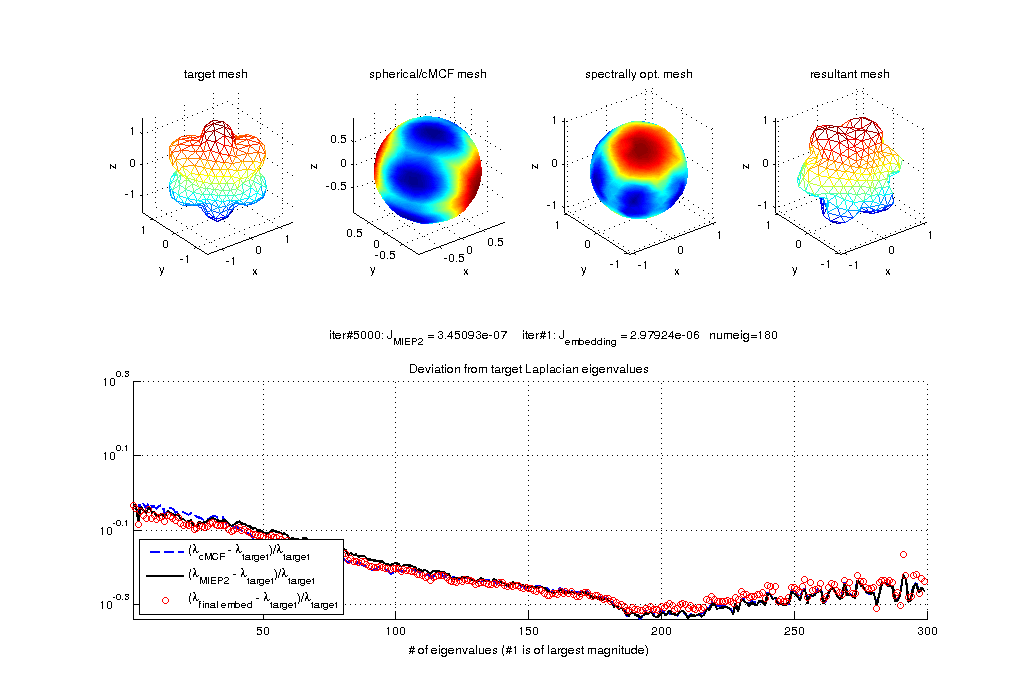 target mesh
spherical/cMCF mesh
spectrally opt. mesh
resultant mesh
1
0
-1
z
1
0
-1
y
-1
0
1
x
0.5
0
-0.5
z
0.5
0
-0.5
y
-0.5
0
0.5
x
1
0
-1
z
1
0
-1
y
-1
0
1
x
1
0
-1
z
1
0
-1
y
-1
0
1
x
iter#5000: J_MIEP2 = 3.45093e-07 iter#1: J_embedding = 2.97924e-06 numeig=180
Deviation from target Laplacian eigenvalues
10^0.3
10^0.1
10^-0.1
10^-0.3
(λ_cMCF - λ_target)/λ_target
(λ_MIEP2 - λ_target)/λ_target
(λ_final embed - λ_target)/λ_target
50 100 150 200 250 300
# of eigenvalues (#1 is of largest magnitude)